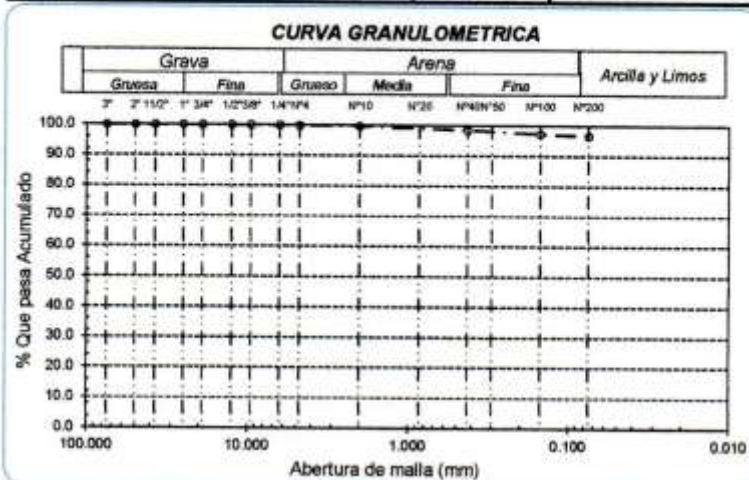 CURVA GRANULOMETRICA
Grava Arena Arcilla y Limos
Gruesa Fina Grueso Media Fina
3" 2" 1 1/2" 1" 3/4" 1/2" 3/8" 1/4" Nº4 Nº10 Nº20 Nº40 Nº50 Nº100 Nº200
100.0
90.0
80.0
70.0
60.0
50.0
40.0
30.0
20.0
10.0
0.0
% Que pasa Acumulado
100.000 10.000 1.000 0.100 0.010
Abertura de malla (mm)